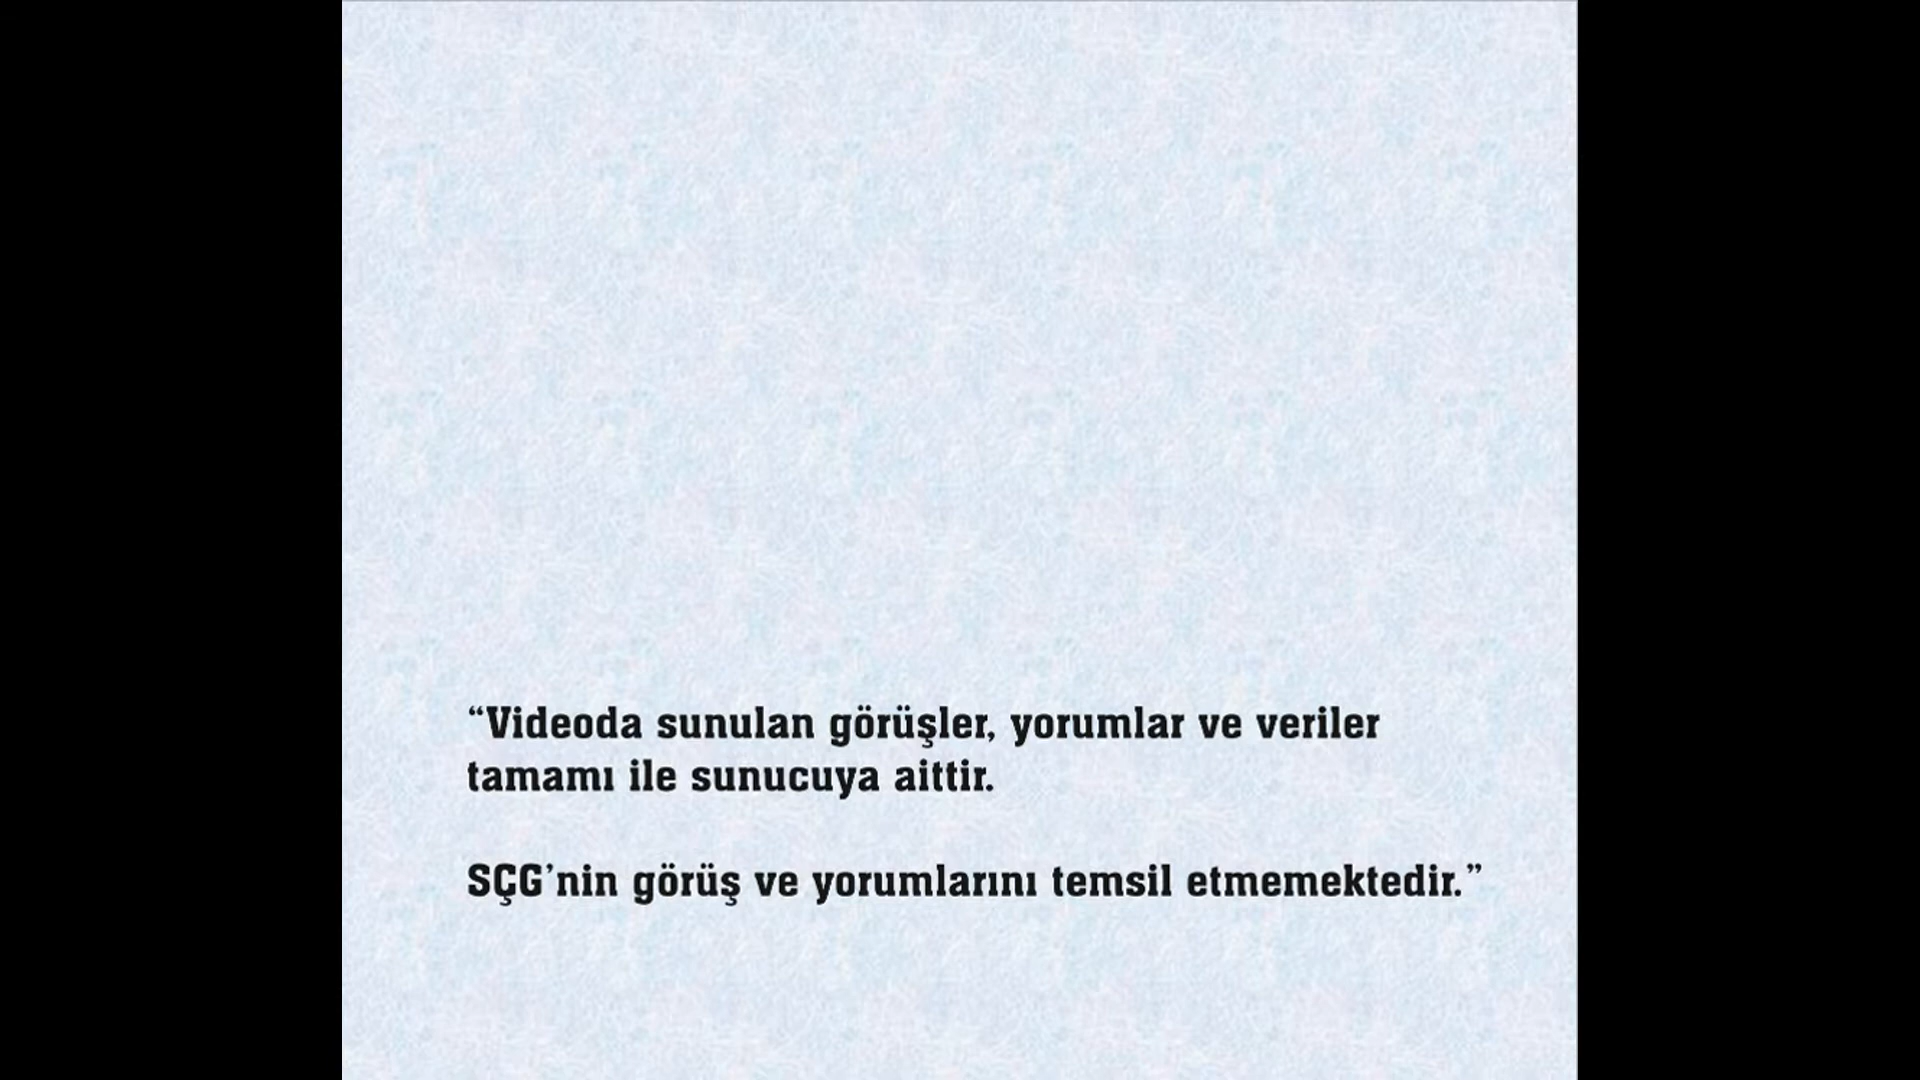 “Videoda sunulan görüşler, yorumlar ve veriler
tamamı ile sunucuya aittir.
SÇG’nin görüş ve yorumlarını temsil etmemektedir.”